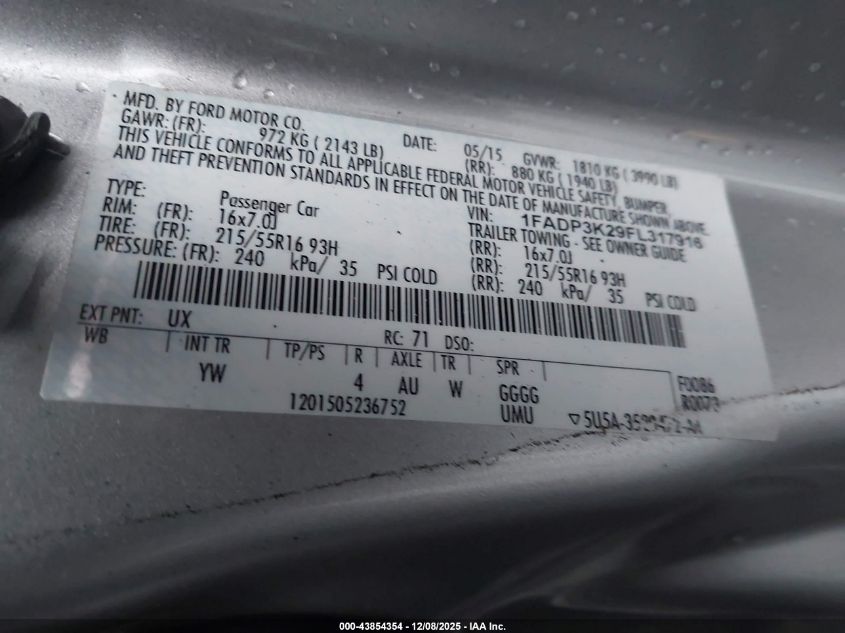 MFD. BY FORD MOTOR CO.
DATE: 05/15 GVWR: 1810 KG ( 3990 LB)
GAWR: (FR): 972 KG ( 2143 LB) (RR): 880 KG ( 1940 LB)
THIS VEHICLE CONFORMS TO ALL APPLICABLE FEDERAL MOTOR VEHICLE SAFETY, BUMPER,
AND THEFT PREVENTION STANDARDS IN EFFECT ON THE DATE OF MANUFACTURE SHOWN ABOVE.
VIN: 1FADP3K29FL317916
TYPE: Passenger Car TRAILER TOWING - SEE OWNER GUIDE
RIM: (FR): 16x7.0J (RR): 16x7.0J
TIRE: (FR): 215/55R16 93H (RR): 215/55R16 93H
PRESSURE: (FR): 240 kPa/ 35 PSI COLD (RR): 240 kPa/ 35 PSI COLD
EXT PNT: UX RC: 71 DSO:
WB INT TR TP/PS R AXLE TR SPR
YW 4 AU W GGGG F0086
1201505236752 UMU R0073
000-43854354 - 12/08/2025 - IAA Inc.